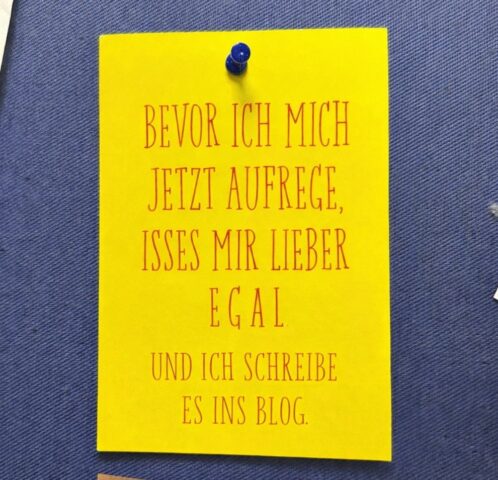 BEVOR ICH MICH
JETZT AUFREGE,
ISSES MIR LIEBER
EGAL
UND ICH SCHREIBE
ES INS BLOG.